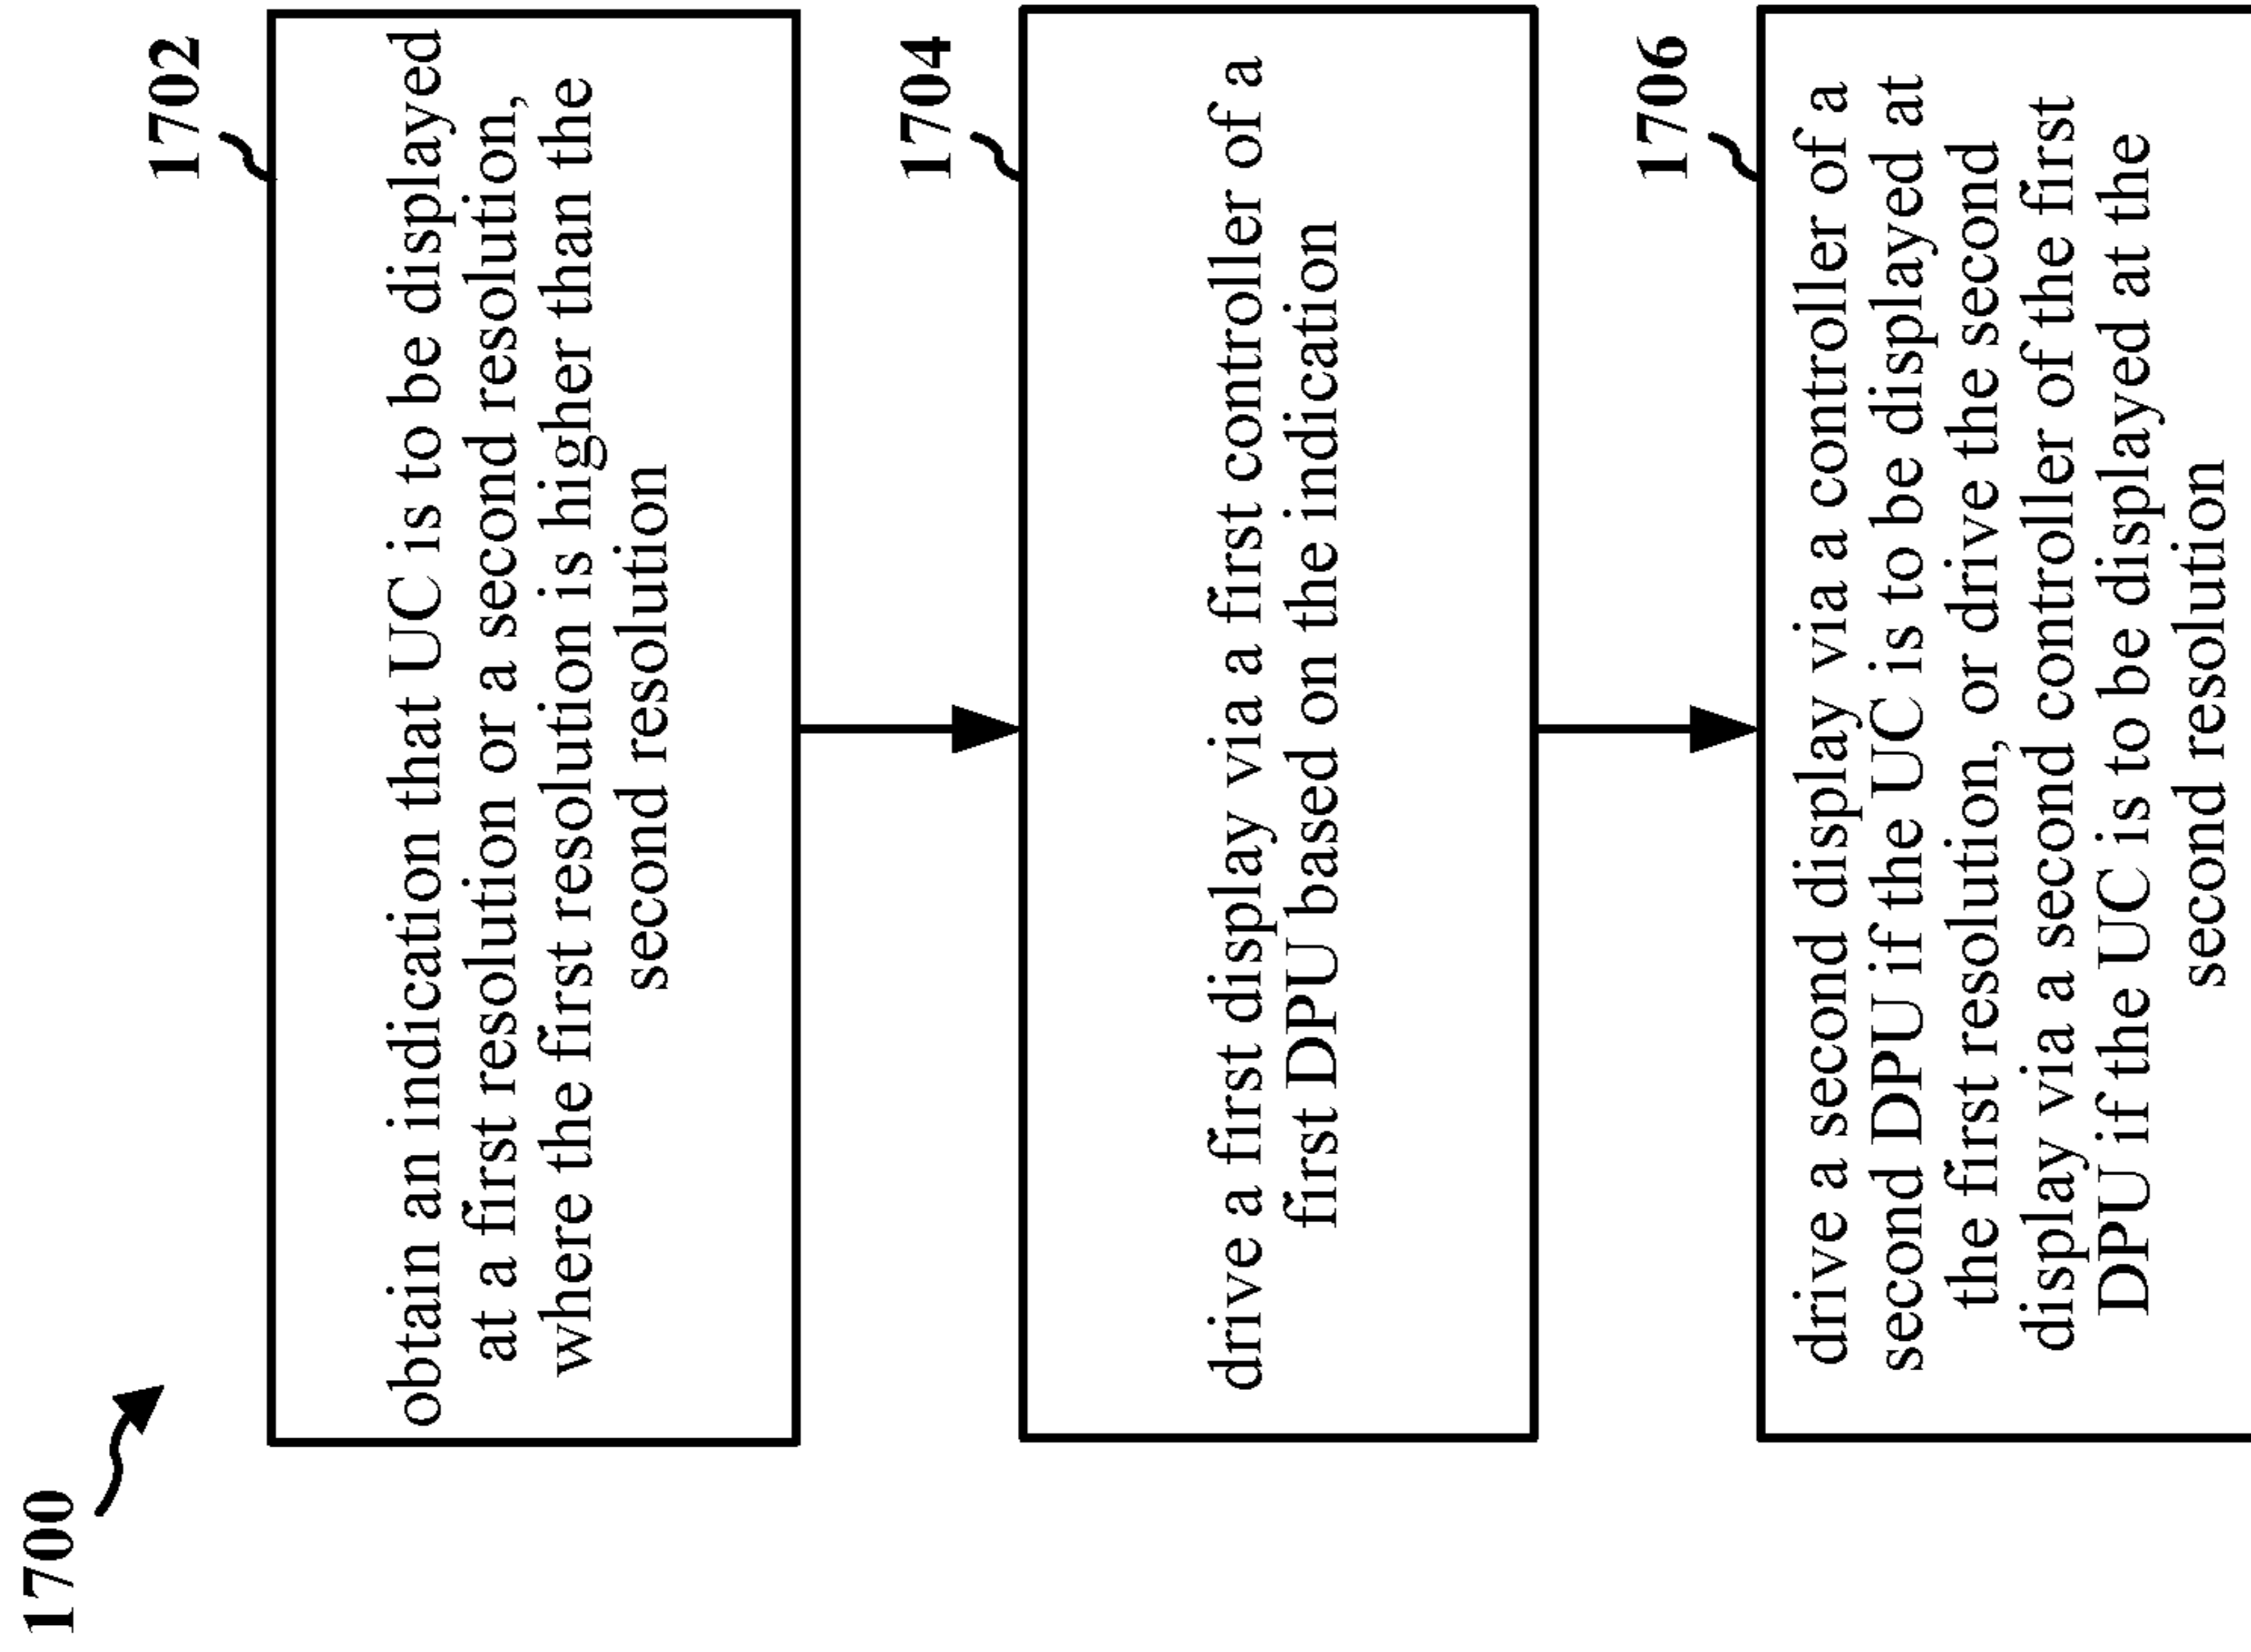 1700
1702
obtain an indication that UC is to be displayed
at a first resolution or a second resolution,
where the first resolution is higher than the
second resolution
1704
drive a first display via a first controller of a
first DPU based on the indication
1706
drive a second display via a controller of a
second DPU if the UC is to be displayed at
the first resolution, or drive the second
display via a second controller of the first
DPU if the UC is to be displayed at the
second resolution